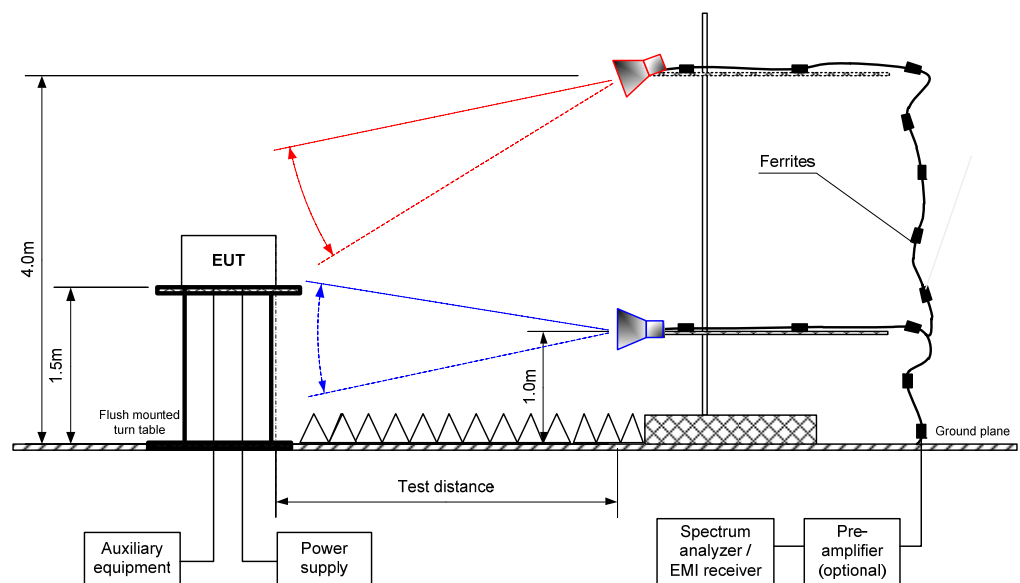 4.0m
Ferrites
EUT
1.5m
1.0m
Flush mounted
turn table
Ground plane
Test distance
Auxiliary
equipment
Power
supply
Spectrum
analyzer /
EMI receiver
Pre-
amplifier
(optional)